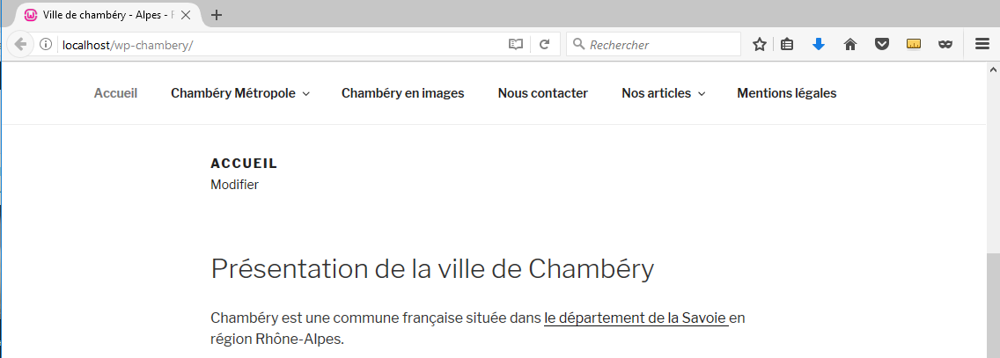 Ville de chambéry - Alpes -
localhost/wp-chambery/
Rechercher
Accueil Chambéry Métropole Chambéry en images Nous contacter Nos articles Mentions légales
ACCUEIL
Modifier
Présentation de la ville de Chambéry
Chambéry est une commune française située dans le département de la Savoie en
région Rhône-Alpes.